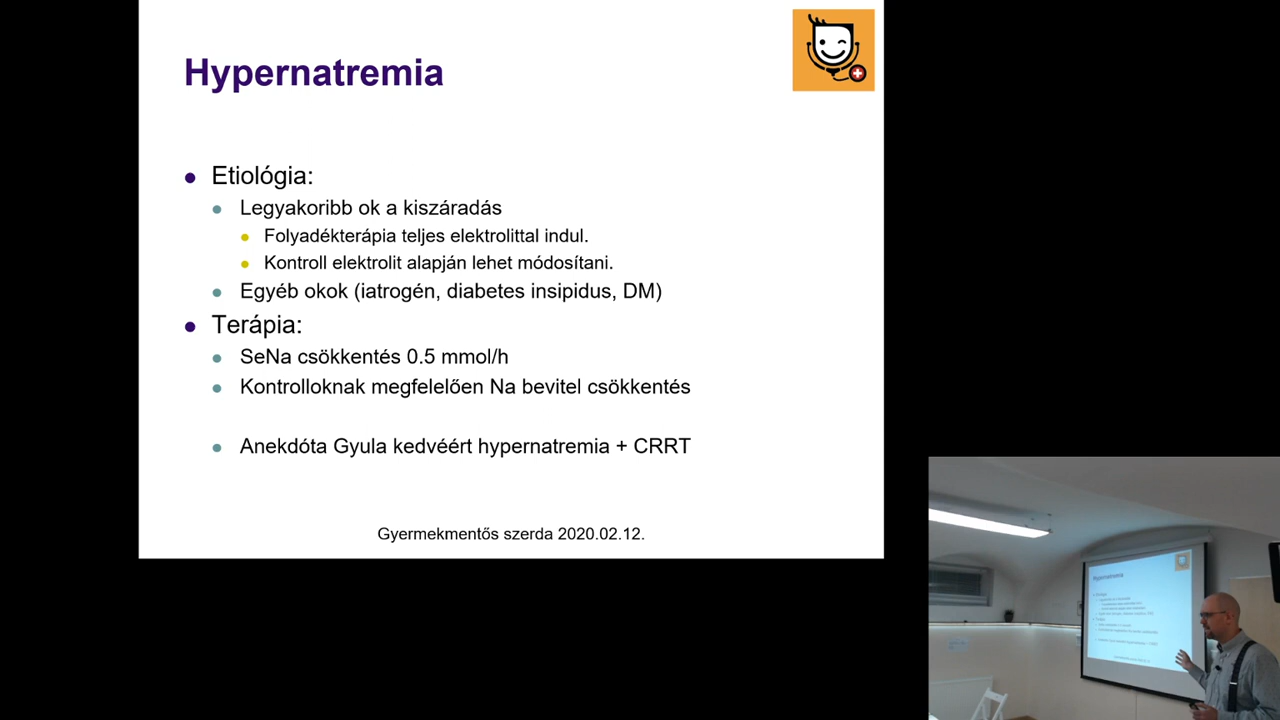 Hypernatremia
Etiológia:
Legyakoribb ok a kiszáradás
Folyadékterápia teljes elektrolittal indul.
Kontroll elektrolit alapján lehet módosítani.
Egyéb okok (iatrogén, diabetes insipidus, DM)
Terápia:
SeNa csökkentés 0.5 mmol/h
Kontrolloknak megfelelően Na bevitel csökkentés
Anekdóta Gyula kedvéért hypernatremia + CRRT
Gyermekmentős szerda 2020.02.12.
Hypernatremia